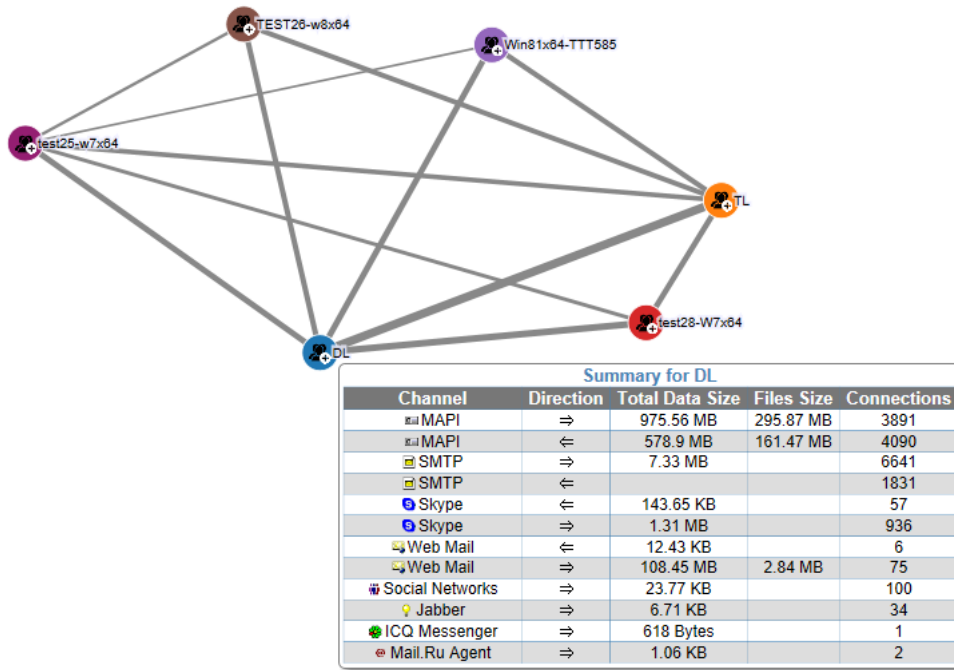 TEST26-w8x64
Win81x64-TTT585
test25-w7x64
TL
test28-W7x64
DL
Summary for DL
Channel Direction Total Data Size Files Size Connections
MAPI ⇒ 975.56 MB 295.87 MB 3891
MAPI ⇐ 578.9 MB 161.47 MB 4090
SMTP ⇒ 7.33 MB 6641
SMTP ⇐ 1831
Skype ⇐ 143.65 KB 57
Skype ⇒ 1.31 MB 936
Web Mail ⇐ 12.43 KB 6
Web Mail ⇒ 108.45 MB 2.84 MB 75
Social Networks ⇒ 23.77 KB 100
Jabber ⇒ 6.71 KB 34
ICQ Messenger ⇒ 618 Bytes 1
Mail.Ru Agent ⇒ 1.06 KB 2